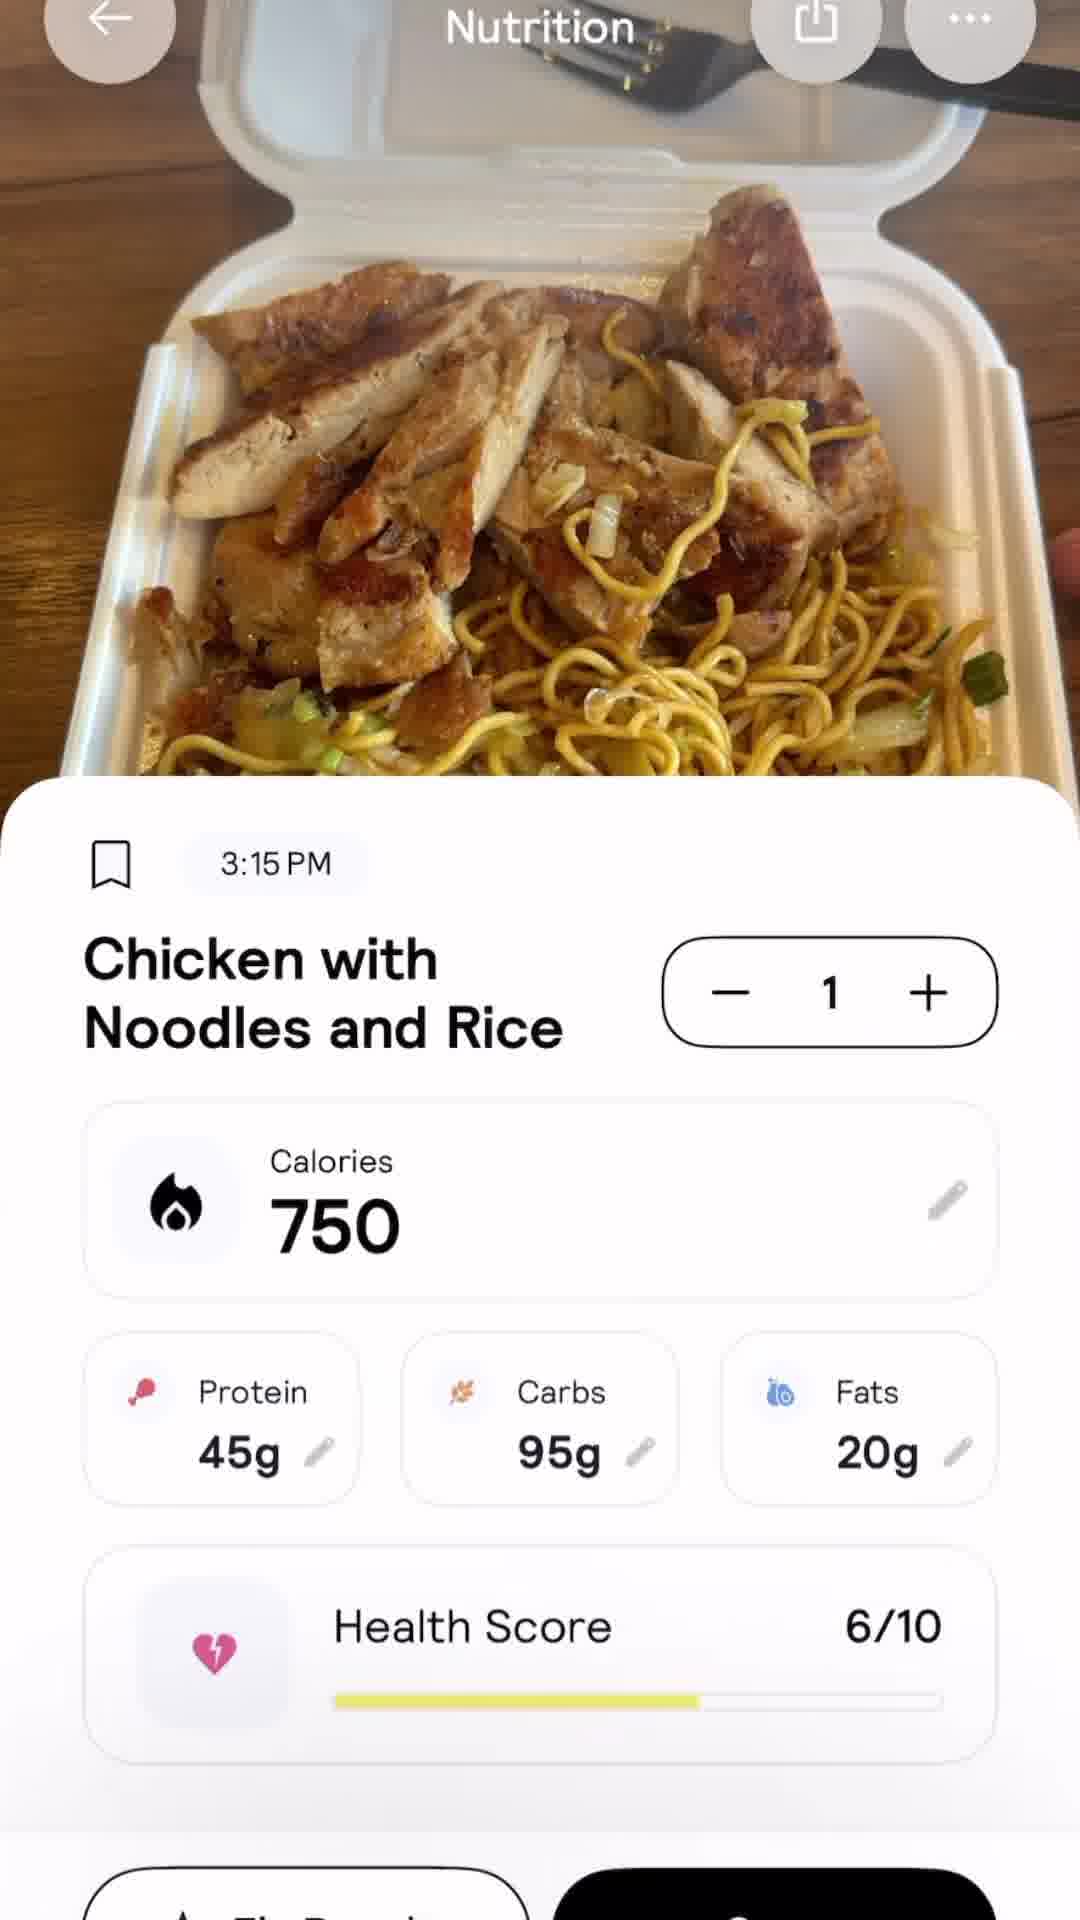 Nutrition
3:15 PM
Chicken with
Noodles and Rice
1
Calories
750
Protein
45g
Carbs
95g
Fats
20g
Health Score
6/10